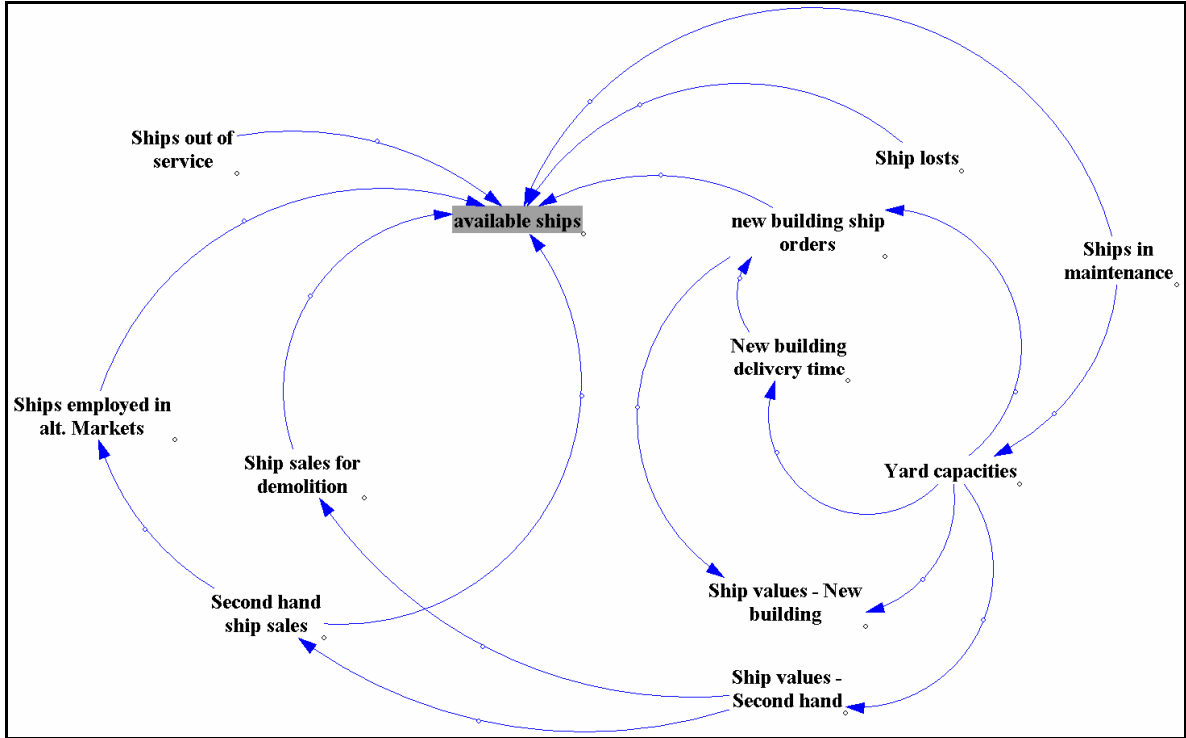 Ships out of
service
Ship losts
available ships
new building ship
orders
Ships in
maintenance
New building
delivery time
Ships employed in
alt. Markets
Ship sales for
demolition
Yard capacities
Second hand
ship sales
Ship values - New
building
Ship values -
Second hand